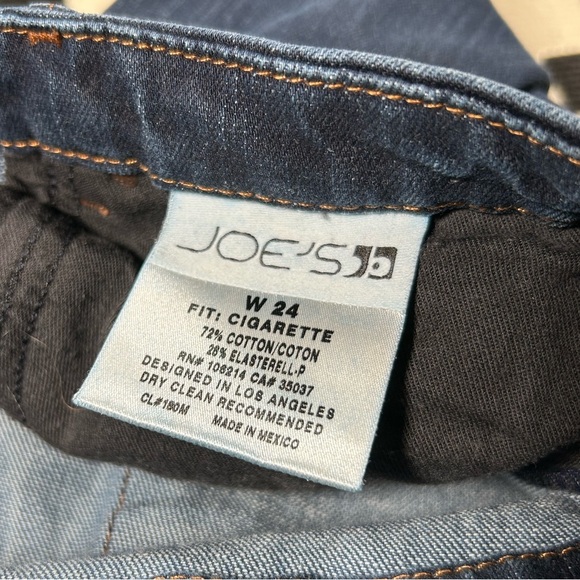 JOE'S
W 24
FIT: CIGARETTE
72% COTTON/COTON
28% ELASTERELL-P
RN# 106214 CA# 35037
DESIGNED IN LOS ANGELES
DRY CLEAN RECOMMENDED
CL#180M MADE IN MEXICO